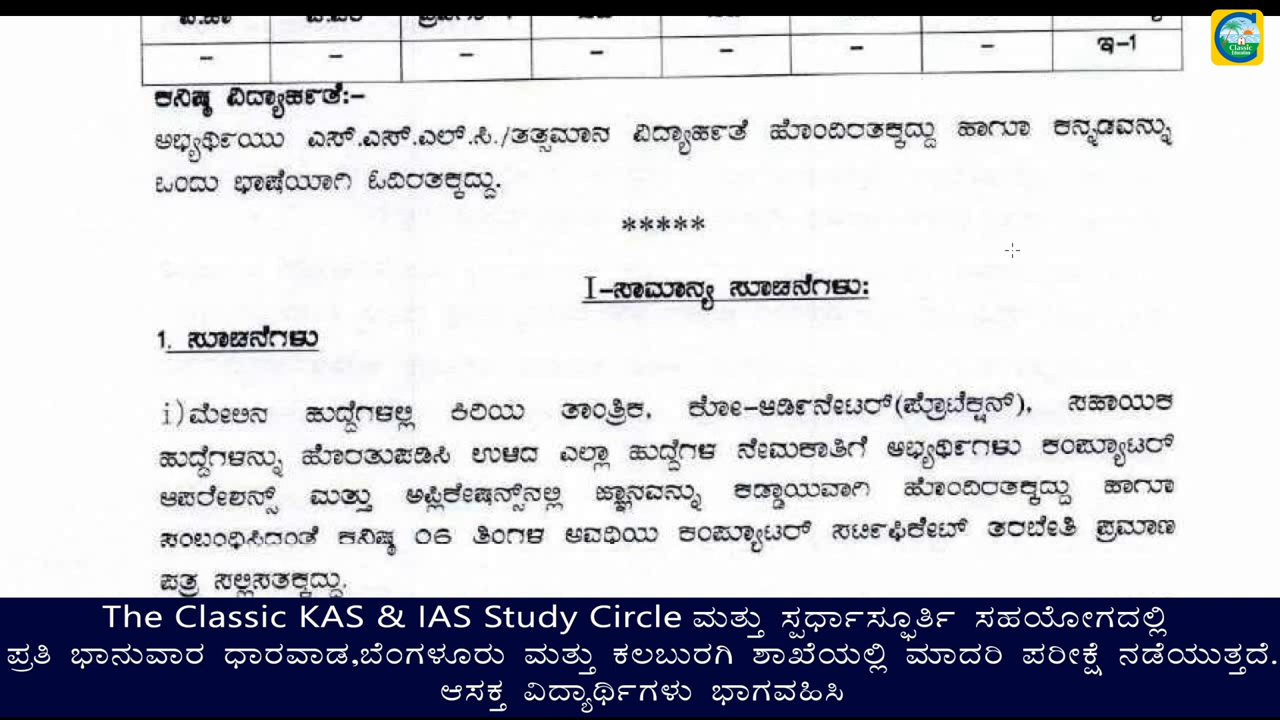 – – – – – – – ಇ–1
Classic
Education
ಕನಿಷ್ಠ ವಿದ್ಯಾರ್ಹತೆ:–
ಅಭ್ಯರ್ಥಿಯು ಎಸ್.ಎಸ್.ಎಲ್.ಸಿ./ತತ್ಸಮಾನ ವಿದ್ಯಾರ್ಹತೆ ಹೊಂದಿರತಕ್ಕದ್ದು ಹಾಗೂ ಕನ್ನಡವನ್ನು
ಒಂದು ಭಾಷೆಯಾಗಿ ಓದಿರತಕ್ಕದ್ದು.
*****
I–ಸಾಮಾನ್ಯ ಸೂಚನೆಗಳು:
1. ಸೂಚನೆಗಳು
i)ಮೇಲಿನ ಹುದ್ದೆಗಳಲ್ಲಿ ಕಿರಿಯ ತಾಂತ್ರಿಕ, ಕೋ–ಆರ್ಡಿನೇಟರ್(ಪ್ರೊಟೆಕ್ಷನ್), ಸಹಾಯಕ
ಹುದ್ದೆಗಳನ್ನು ಹೊರತುಪಡಿಸಿ ಉಳಿದ ಎಲ್ಲಾ ಹುದ್ದೆಗಳ ನೇಮಕಾತಿಗೆ ಅಭ್ಯರ್ಥಿಗಳು ಕಂಪ್ಯೂಟರ್
ಆಪರೇಶನ್ಸ್ ಮತ್ತು ಅಪ್ಲಿಕೇಷನ್ಸ್‌ನಲ್ಲಿ ಜ್ಞಾನವನ್ನು ಕಡ್ಡಾಯವಾಗಿ ಹೊಂದಿರತಕ್ಕದ್ದು ಹಾಗೂ
ಸಂಬಂಧಿಸಿದಂತೆ ಕನಿಷ್ಠ 06 ತಿಂಗಳ ಅವಧಿಯ ಕಂಪ್ಯೂಟರ್ ಸರ್ಟಿಫಿಕೇಟ್ ತರಬೇತಿ ಪ್ರಮಾಣ
ಪತ್ರ ಸಲ್ಲಿಸತಕ್ಕದ್ದು.
The Classic KAS & IAS Study Circle ಮತ್ತು ಸ್ಪರ್ಧಾಸ್ಫೂರ್ತಿ ಸಹಯೋಗದಲ್ಲಿ
ಪ್ರತಿ ಭಾನುವಾರ ಧಾರವಾಡ,ಬೆಂಗಳೂರು ಮತ್ತು ಕಲಬುರಗಿ ಶಾಖೆಯಲ್ಲಿ ಮಾದರಿ ಪರೀಕ್ಷೆ ನಡೆಯುತ್ತದೆ.
ಆಸಕ್ತ ವಿದ್ಯಾರ್ಥಿಗಳು ಭಾಗವಹಿಸಿ